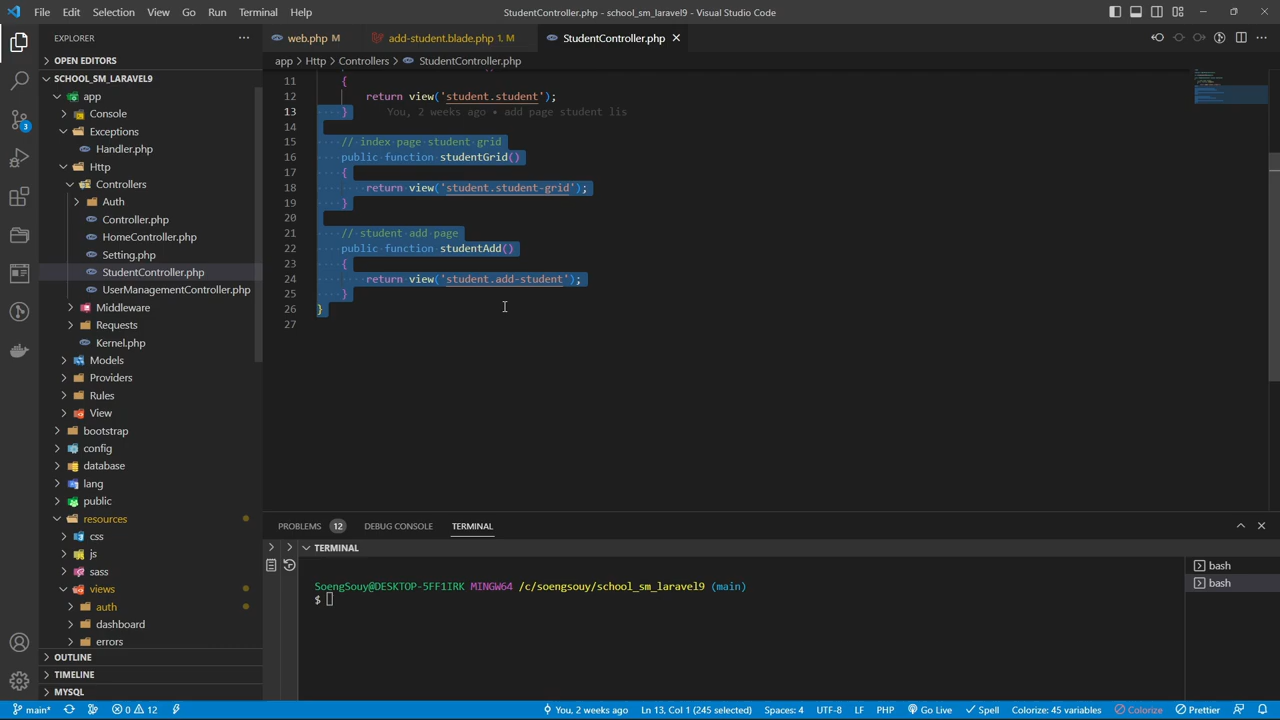 File Edit Selection View Go Run Terminal Help
StudentController.php - school_sm_laravel9 - Visual Studio Code
EXPLORER
OPEN EDITORS
SCHOOL_SM_LARAVEL9
app
Console
Exceptions
Handler.php
Http
Controllers
Auth
Controller.php
HomeController.php
Setting.php
StudentController.php
UserManagementController.php
Middleware
Requests
Kernel.php
Models
Providers
Rules
View
bootstrap
config
database
lang
public
resources
css
js
sass
views
auth
dashboard
errors
OUTLINE
TIMELINE
MYSQL
3
web.php M
add-student.blade.php 1, M
StudentController.php
app > Http > Controllers > StudentController.php
11 {
12 return view('student.student');
13 } You, 2 weeks ago • add page student lis
14
15 // index page student grid
16 public function studentGrid()
17 {
18 return view('student.student-grid');
19 }
20
21 // student add page
22 public function studentAdd()
23 {
24 return view('student.add-student');
25 }
26 }
27
PROBLEMS 12 DEBUG CONSOLE TERMINAL
TERMINAL
SoengSouy@DESKTOP-5FF1IRK MINGW64 /c/soengsouy/school_sm_laravel9 (main)
$
bash
bash
main* 0 12 You, 2 weeks ago Ln 13, Col 1 (245 selected) Spaces: 4 UTF-8 LF PHP Go Live Spell Colorize: 45 variables Colorize Prettier